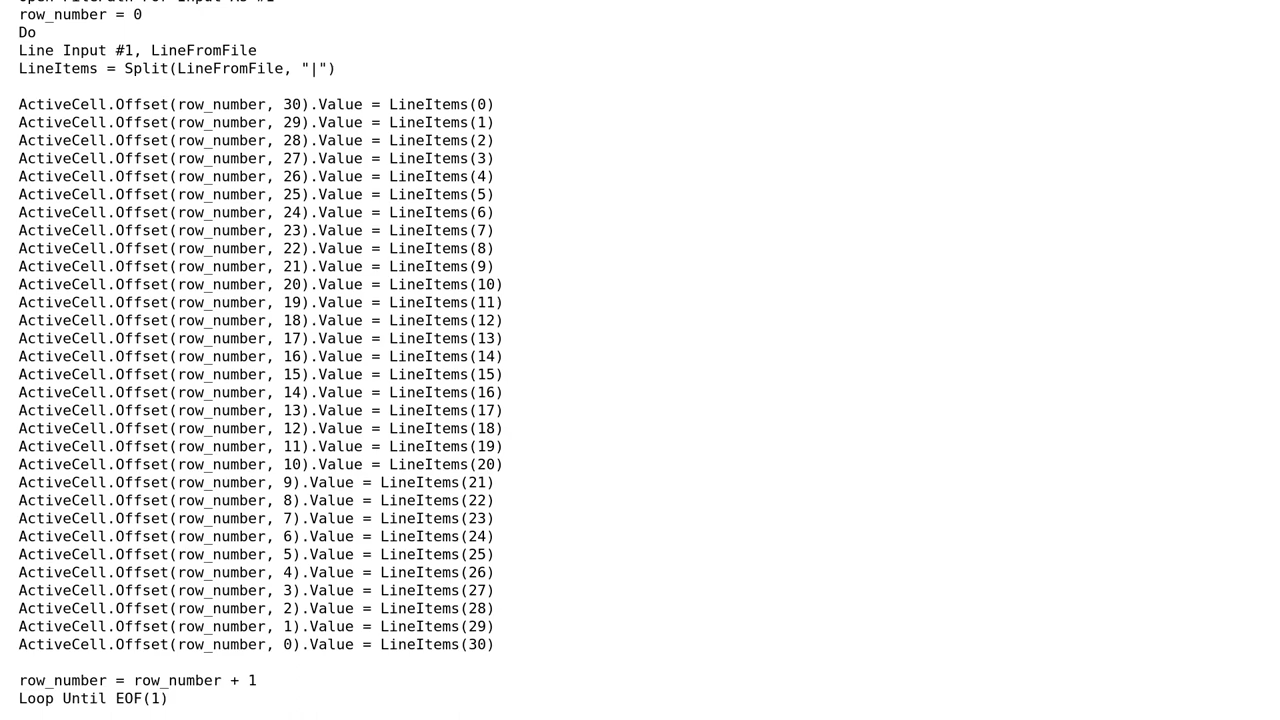 row_number = 0
Do
Line Input #1, LineFromFile
LineItems = Split(LineFromFile, "|")
ActiveCell.Offset(row_number, 30).Value = LineItems(0)
ActiveCell.Offset(row_number, 29).Value = LineItems(1)
ActiveCell.Offset(row_number, 28).Value = LineItems(2)
ActiveCell.Offset(row_number, 27).Value = LineItems(3)
ActiveCell.Offset(row_number, 26).Value = LineItems(4)
ActiveCell.Offset(row_number, 25).Value = LineItems(5)
ActiveCell.Offset(row_number, 24).Value = LineItems(6)
ActiveCell.Offset(row_number, 23).Value = LineItems(7)
ActiveCell.Offset(row_number, 22).Value = LineItems(8)
ActiveCell.Offset(row_number, 21).Value = LineItems(9)
ActiveCell.Offset(row_number, 20).Value = LineItems(10)
ActiveCell.Offset(row_number, 19).Value = LineItems(11)
ActiveCell.Offset(row_number, 18).Value = LineItems(12)
ActiveCell.Offset(row_number, 17).Value = LineItems(13)
ActiveCell.Offset(row_number, 16).Value = LineItems(14)
ActiveCell.Offset(row_number, 15).Value = LineItems(15)
ActiveCell.Offset(row_number, 14).Value = LineItems(16)
ActiveCell.Offset(row_number, 13).Value = LineItems(17)
ActiveCell.Offset(row_number, 12).Value = LineItems(18)
ActiveCell.Offset(row_number, 11).Value = LineItems(19)
ActiveCell.Offset(row_number, 10).Value = LineItems(20)
ActiveCell.Offset(row_number, 9).Value = LineItems(21)
ActiveCell.Offset(row_number, 8).Value = LineItems(22)
ActiveCell.Offset(row_number, 7).Value = LineItems(23)
ActiveCell.Offset(row_number, 6).Value = LineItems(24)
ActiveCell.Offset(row_number, 5).Value = LineItems(25)
ActiveCell.Offset(row_number, 4).Value = LineItems(26)
ActiveCell.Offset(row_number, 3).Value = LineItems(27)
ActiveCell.Offset(row_number, 2).Value = LineItems(28)
ActiveCell.Offset(row_number, 1).Value = LineItems(29)
ActiveCell.Offset(row_number, 0).Value = LineItems(30)
row_number = row_number + 1
Loop Until EOF(1)